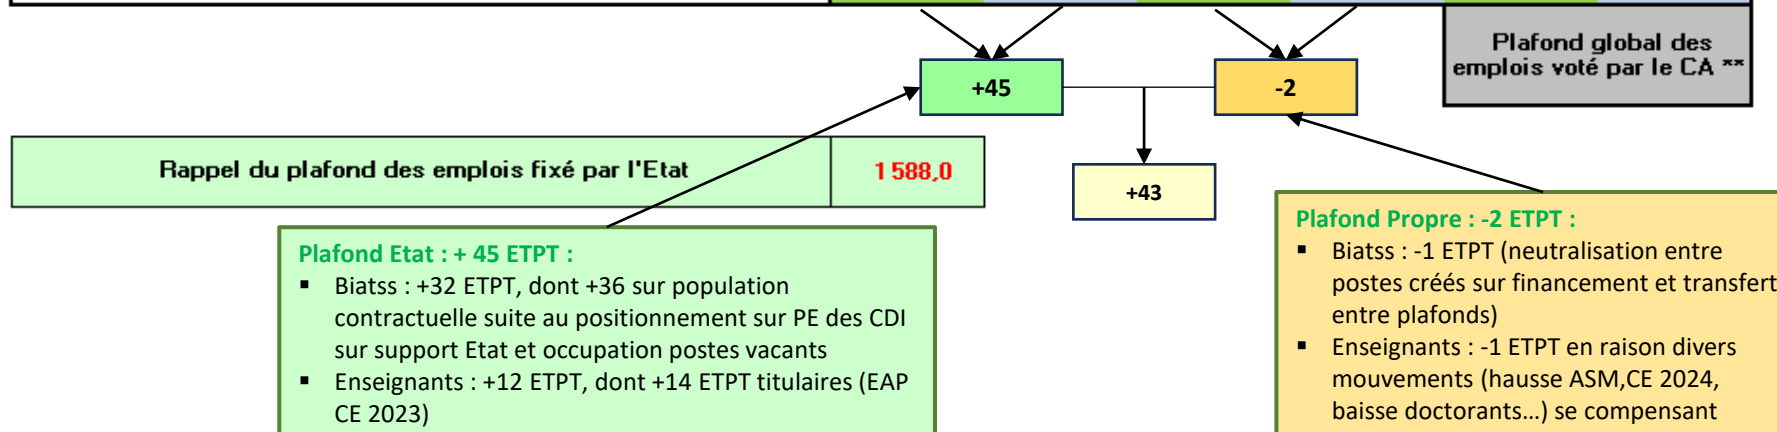 Plafond global des
emplois voté par le CA **
+45
-2
Rappel du plafond des emplois fixé par l'Etat
1 588,0
+43
Plafond Etat : + 45 ETPT :
▪ Biatss : +32 ETPT, dont +36 sur population
contractuelle suite au positionnement sur PE des CDI
sur support Etat et occupation postes vacants
▪ Enseignants : +12 ETPT, dont +14 ETPT titulaires (EAP
CE 2023)
Plafond Propre : -2 ETPT :
▪ Biatss : -1 ETPT (neutralisation entre
postes créés sur financement et transfert
entre plafonds)
▪ Enseignants : -1 ETPT en raison divers
mouvements (hausse ASM,CE 2024,
baisse doctorants…) se compensant